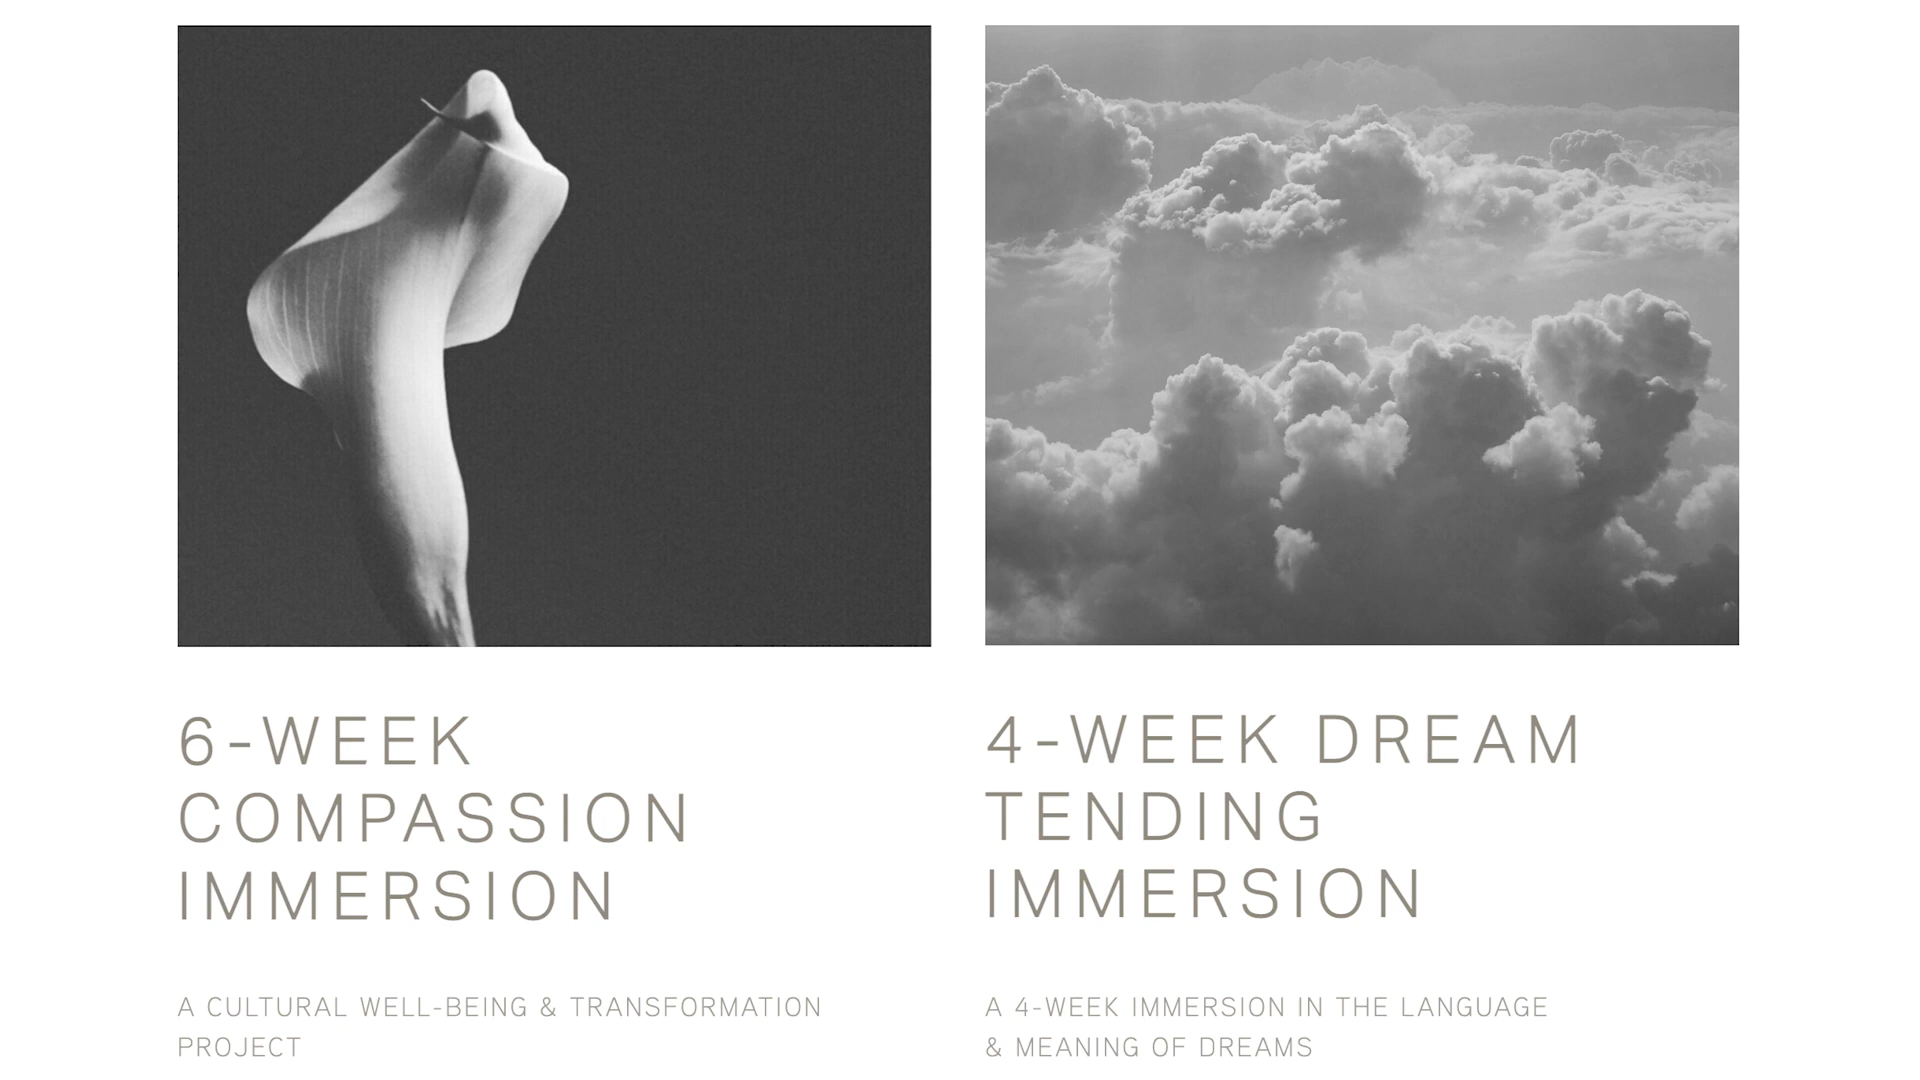 6-WEEK
COMPASSION
IMMERSION
A CULTURAL WELL-BEING & TRANSFORMATION
PROJECT
4-WEEK DREAM
TENDING
IMMERSION
A 4-WEEK IMMERSION IN THE LANGUAGE
& MEANING OF DREAMS